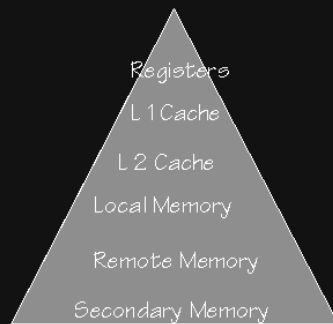 Registers
L 1 Cache
L 2 Cache
Local Memory
Remote Memory
Secondary Memory